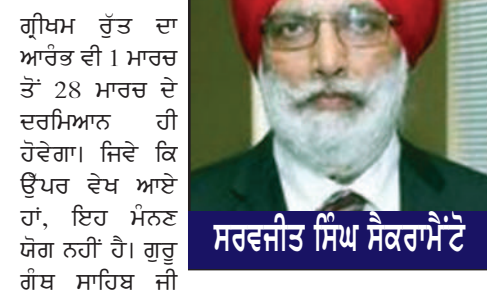 ਗ੍ਰੀਖਮ ਰੁੱਤ ਦਾ
ਆਰੰਭ ਵੀ 1 ਮਾਰਚ
ਤੋਂ 28 ਮਾਰਚ ਦੇ
ਦਰਮਿਆਨ ਹੀ
ਹੋਵੇਗਾ। ਜਿਵੇ ਕਿ
ਉੱਪਰ ਵੇਖ ਆਏ
ਹਾਂ, ਇਹ ਮੰਨਣ
ਯੋਗ ਨਹੀਂ ਹੈ। ਗੁਰੂ
ਗੰਥ ਸਾਹਿਬ ਜੀ
ਸਰਵਜੀਤ ਸਿੰਘ ਸੈਕਰਾਮੈਂਟੋ